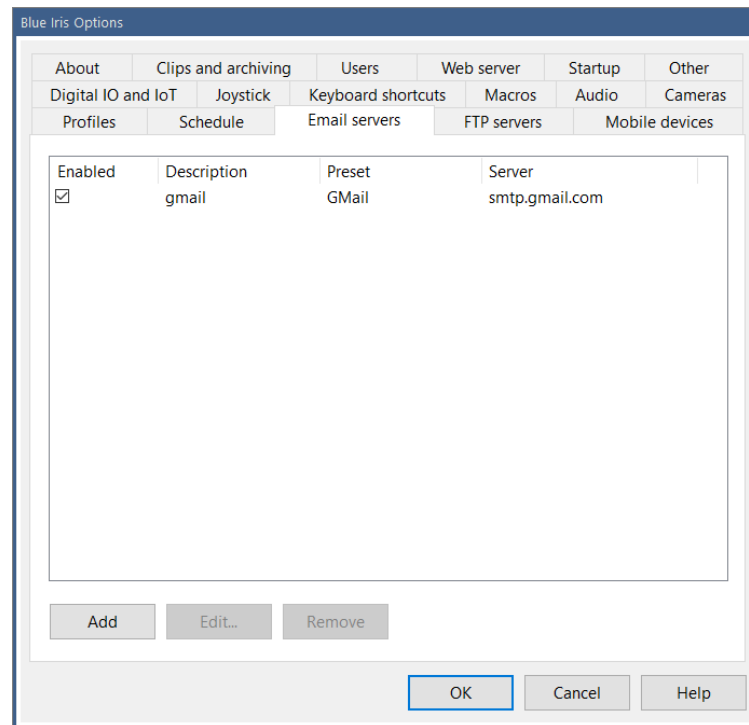 Blue Iris Options
About Clips and archiving Users Web server Startup Other
Digital IO and IoT Joystick Keyboard shortcuts Macros Audio Cameras
Profiles Schedule Email servers FTP servers Mobile devices
Enabled Description Preset Server
gmail GMail smtp.gmail.com
Add Edit... Remove
OK Cancel Help